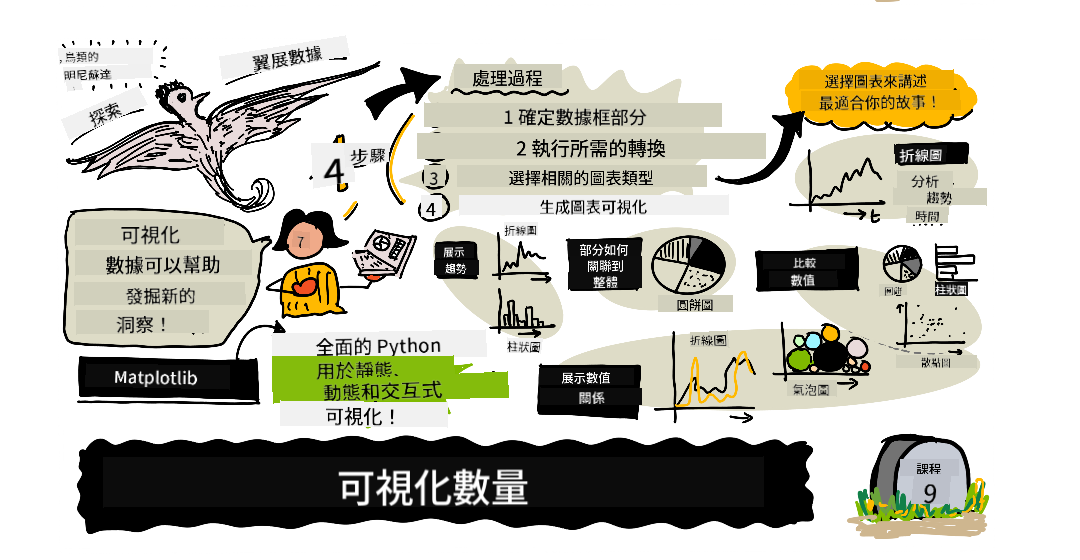 鳥類的
明尼蘇達
探索
翼展數據
4
步驟
處理過程
1 確定數據框部分
2 執行所需的轉換
3
選擇相關的圖表類型
4
生成圖表可視化
選擇圖表來講述
最適合你的故事！
折線圖
分析
趨勢
時間
t
可視化
數據可以幫助
發掘新的
洞察！
7
展示
趨勢
折線圖
柱狀圖
部分如何
關聯到
整體
圓餅圖
比較
數值
圓餅
柱狀圖
散點圖
Matplotlib
全面的 Python
用於靜態、
動態和交互式
可視化！
展示數值
關係
折線圖
氣泡圖
可視化數量
課程
9